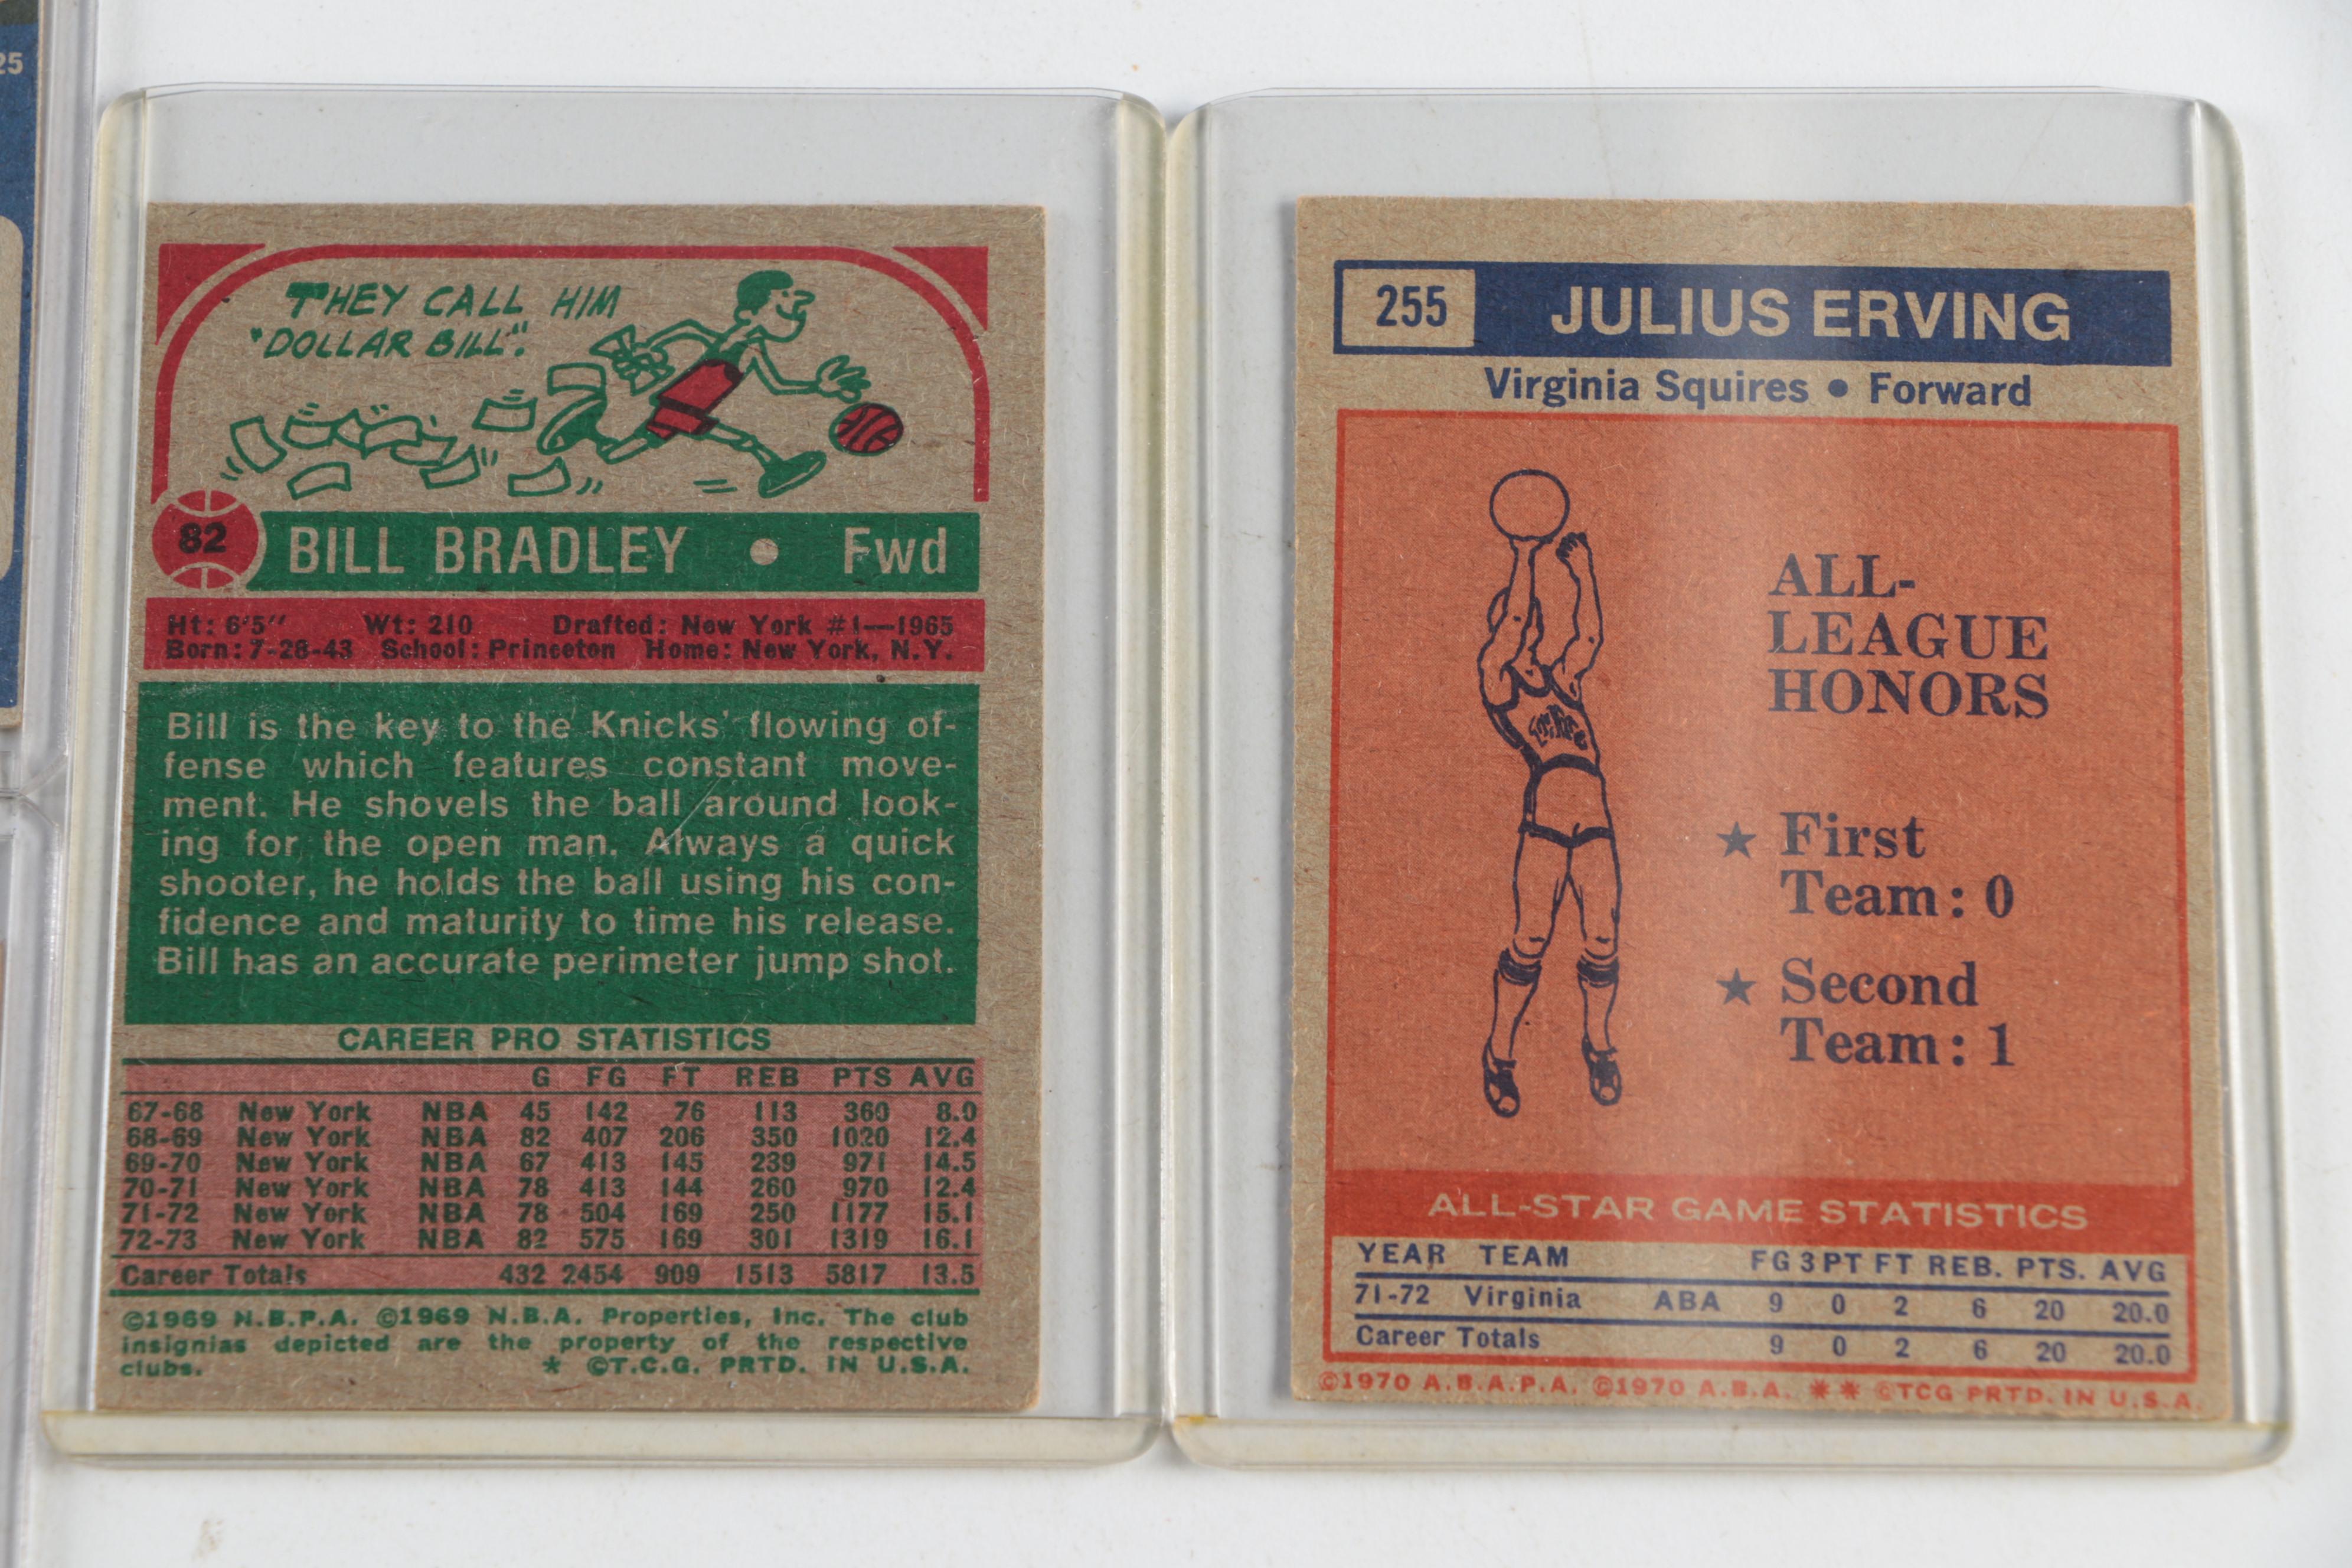 25
THEY CALL HIM
"DOLLAR BILL".
82 BILL BRADLEY • Fwd
Ht: 6'5" Wt: 210 Drafted: New York #1—1965
Born: 7-28-43 School: Princeton Home: New York, N.Y.
Bill is the key to the Knicks' flowing of-
fense which features constant move-
ment. He shovels the ball around look-
ing for the open man. Always a quick
shooter, he holds the ball using his con-
fidence and maturity to time his release.
Bill has an accurate perimeter jump shot.
CAREER PRO STATISTICS
G FG FT REB PTS AVG
67-68 New York NBA 45 142 76 113 360 8.0
68-69 New York NBA 82 407 206 350 1020 12.4
69-70 New York NBA 67 413 145 239 971 14.5
70-71 New York NBA 78 413 144 260 970 12.4
71-72 New York NBA 78 504 169 250 1177 15.1
72-73 New York NBA 82 575 169 301 1319 16.1
Career Totals 432 2454 909 1513 5817 13.5
©1969 N.B.P.A. ©1969 N.B.A. Properties, Inc. The club
insignias depicted are the property of the respective
clubs. * ©T.C.G. PRTD. IN U.S.A.
255 JULIUS ERVING
Virginia Squires • Forward
ALL-
LEAGUE
HONORS
★ First
Team: 0
★ Second
Team: 1
ALL-STAR GAME STATISTICS
YEAR TEAM FG 3PT FT REB. PTS. AVG
71-72 Virginia ABA 9 0 2 6 20 20.0
Career Totals 9 0 2 6 20 20.0
©1970 A.B.A.P.A. ©1970 A.B.A. ** ©TCG PRTD. IN U.S.A.